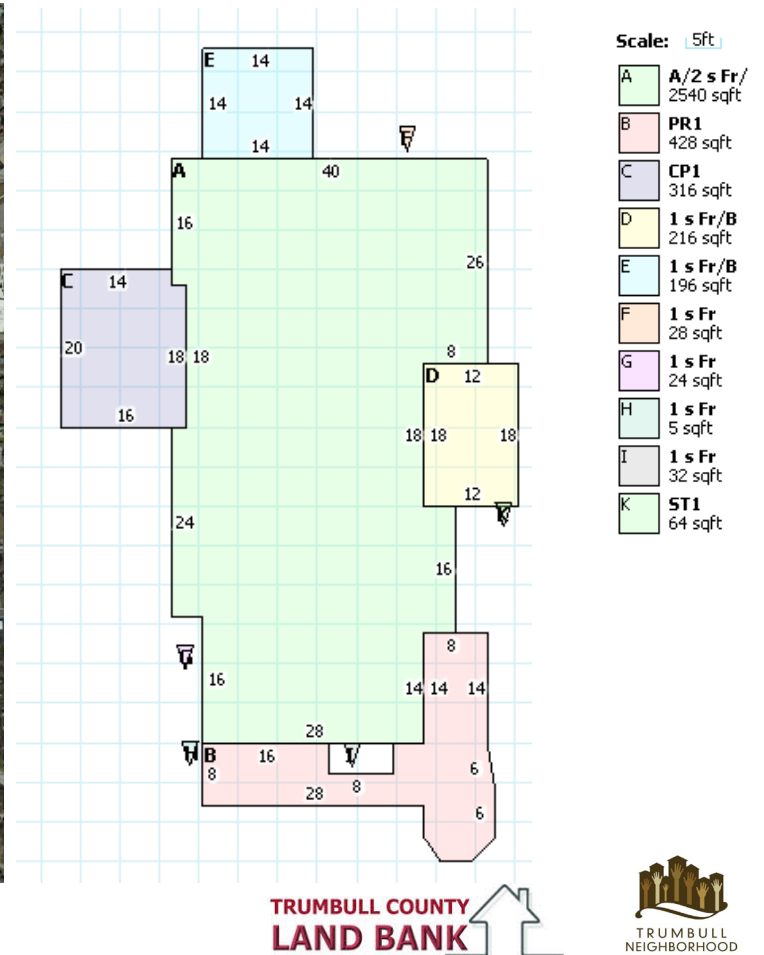 E 14
14 14
14
F
A 40
16
26
C 14
20
18 18
16
8
D 12
18 18 18
12
K
24
16
8
G
16
14 14 14
28
H B 16 I
8
8
28
6
6
Scale: 5ft
A A/2 s Fr/
2540 sqft
B PR1
428 sqft
C CP1
316 sqft
D 1 s Fr/B
216 sqft
E 1 s Fr/B
196 sqft
F 1 s Fr
28 sqft
G 1 s Fr
24 sqft
H 1 s Fr
5 sqft
I 1 s Fr
32 sqft
K ST1
64 sqft
TRUMBULL COUNTY
LAND BANK
TRUMBULL
NEIGHBORHOOD